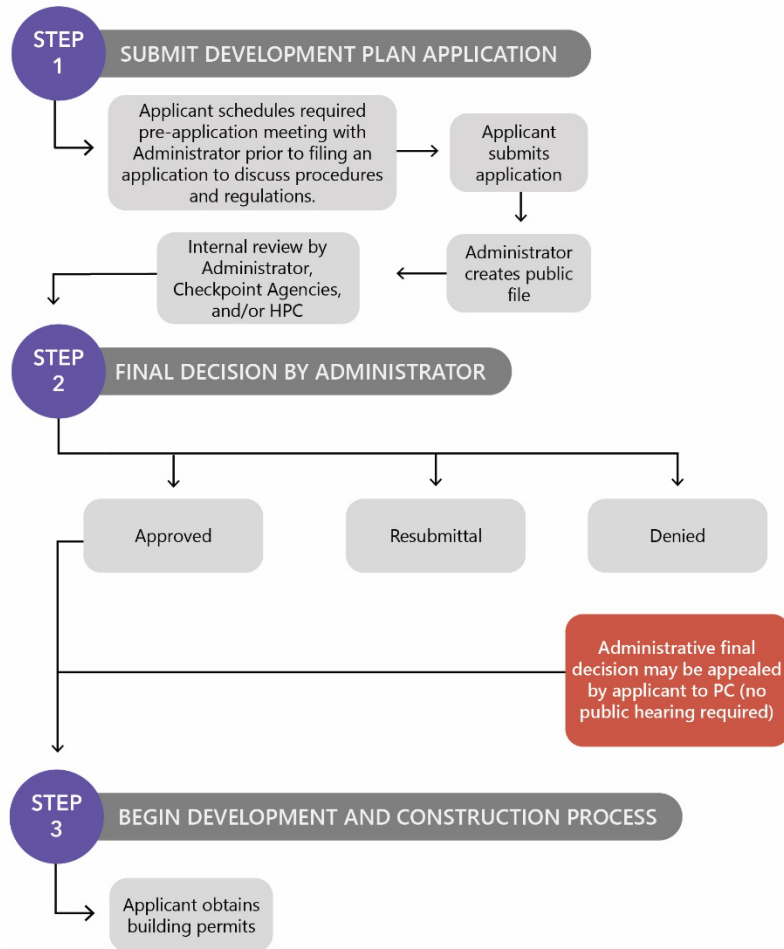 STEP
1
SUBMIT DEVELOPMENT PLAN APPLICATION
Applicant schedules required
pre-application meeting with
Administrator prior to filing an
application to discuss procedures
and regulations.
Applicant
submits
application
Administrator
creates public
file
Internal review by
Administrator,
Checkpoint Agencies,
and/or HPC
STEP
2
FINAL DECISION BY ADMINISTRATOR
Approved
Resubmittal
Denied
Administrative final
decision may be appealed
by applicant to PC (no
public hearing required)
STEP
3
BEGIN DEVELOPMENT AND CONSTRUCTION PROCESS
Applicant obtains
building permits